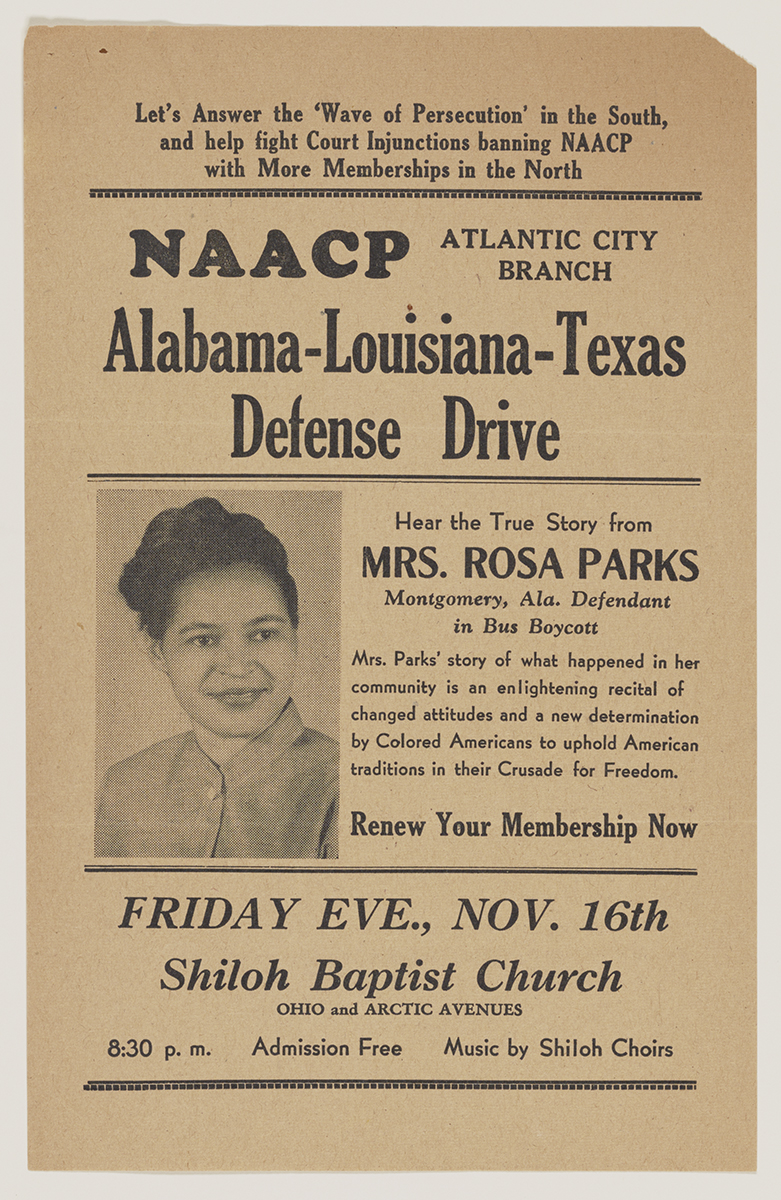 Let's Answer the 'Wave of Persecution' in the South,
and help fight Court Injunctions banning NAACP
with More Memberships in the North
NAACP ATLANTIC CITY
BRANCH
Alabama-Louisiana-Texas
Defense Drive
Hear the True Story from
MRS. ROSA PARKS
Montgomery, Ala. Defendant
in Bus Boycott
Mrs. Parks' story of what happened in her
community is an enlightening recital of
changed attitudes and a new determination
by Colored Americans to uphold American
traditions in their Crusade for Freedom.
Renew Your Membership Now
FRIDAY EVE., NOV. 16th
Shiloh Baptist Church
OHIO and ARCTIC AVENUES
8:30 p. m. Admission Free Music by Shiloh Choirs